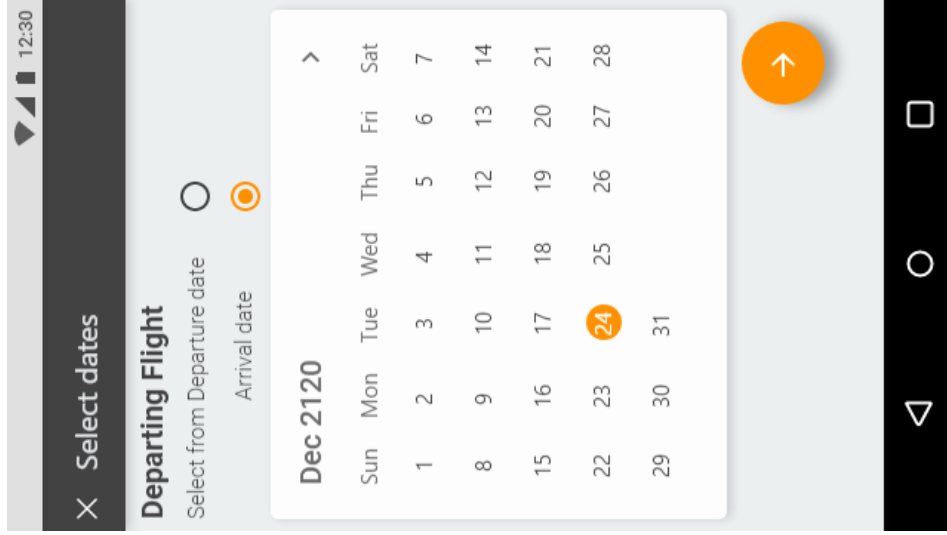 12:30
Select dates
Departing Flight
Select from Departure date
Arrival date
Dec 2120
Sun Mon Tue Wed Thu Fri Sat
1 2 3 4 5 6 7
8 9 10 11 12 13 14
15 16 17 18 19 20 21
22 23 24 25 26 27 28
29 30 31